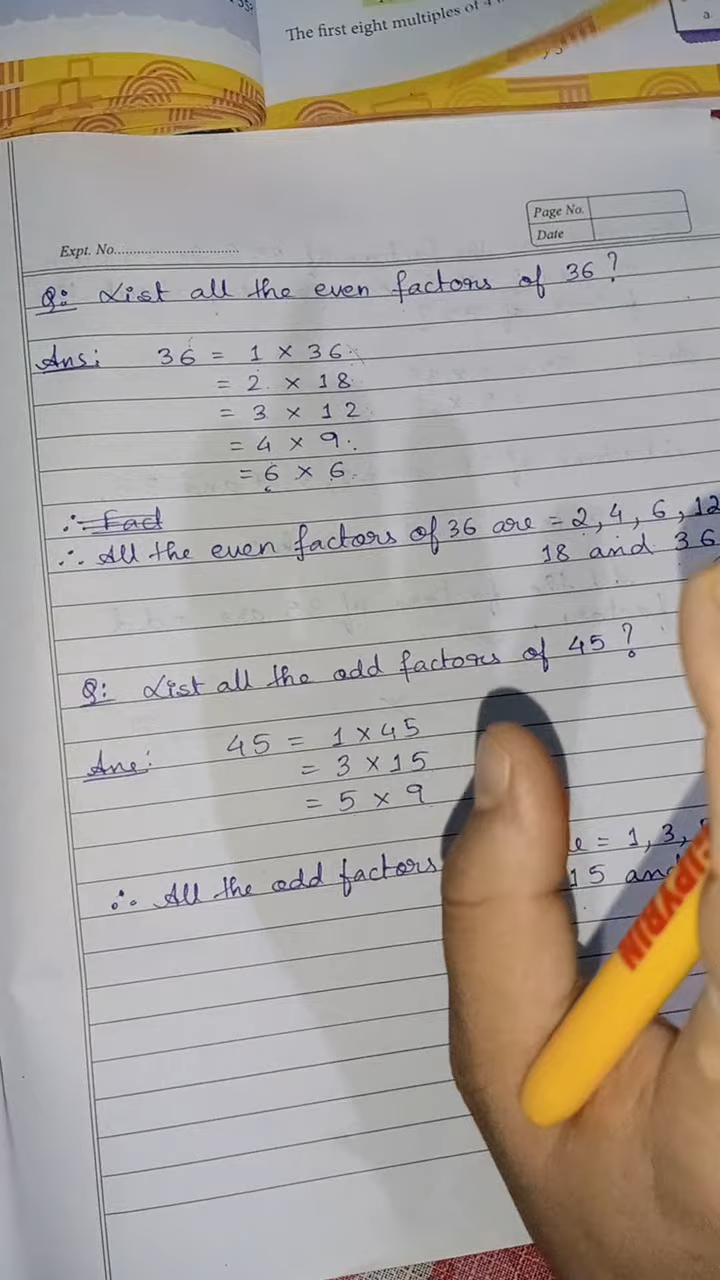 The first eight multiples of 4
a.
Page No.
Expt. No.
Date
Q: List all the even factors of 36?
Ans: 36 = 1 × 36
= 2 × 18
= 3 × 12
= 4 × 9
= 6 × 6
∴ Fact
∴ All the even factors of 36 are = 2, 4, 6, 12
18 and 36
Q: List all the odd factors of 45?
Ans: 45 = 1 × 45
= 3 × 15
= 5 × 9
∴ All the odd factors = 1, 3,
15 and